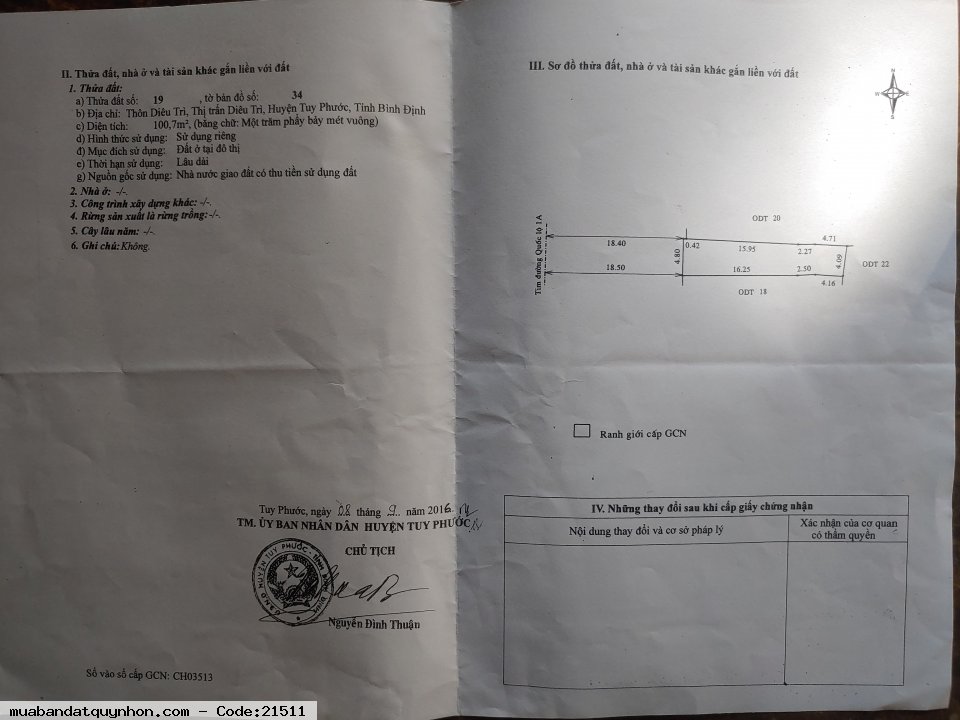 II. Thửa đất, nhà ở và tài sản khác gắn liền với đất
1. Thửa đất:
a) Thửa đất số: 19 , tờ bản đồ số: 34
b) Địa chỉ: Thôn Diêu Trì, Thị trấn Diêu Trì, Huyện Tuy Phước, Tỉnh Bình Định
c) Diện tích: 100,7m², (bằng chữ: Một trăm phẩy bảy mét vuông)
d) Hình thức sử dụng: Sử dụng riêng
đ) Mục đích sử dụng: Đất ở tại đô thị
e) Thời hạn sử dụng: Lâu dài
g) Nguồn gốc sử dụng: Nhà nước giao đất có thu tiền sử dụng đất
2. Nhà ở: -/-.
3. Công trình xây dựng khác: -/-.
4. Rừng sản xuất là rừng trồng: -/-.
5. Cây lâu năm: -/-.
6. Ghi chú: Không.
Tuy Phước, ngày 08 tháng 9.. năm 2016
TM. ỦY BAN NHÂN DÂN HUYỆN TUY PHƯỚC
CHỦ TỊCH
U.B.N.D HUYỆN TUY PHƯỚC - TỈNH BÌNH ĐỊNH
Nguyễn Đình Thuận
Số vào sổ cấp GCN: CH03513
III. Sơ đồ thửa đất, nhà ở và tài sản khác gắn liền với đất
N
W E
S
Tim đường Quốc lộ 1A
ODT 20
18.40
0.42
15.95
2.27
4.71
4.80
4.09
ODT 22
18.50
16.25
2.50
4.16
ODT 18
Ranh giới cấp GCN
IV. Những thay đổi sau khi cấp giấy chứng nhận
Nội dung thay đổi và cơ sở pháp lý
Xác nhận của cơ quan
có thẩm quyền
muabandatquynhon.com - Code:21511